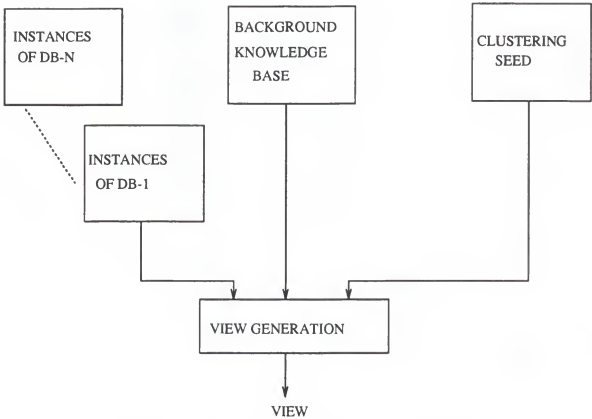 INSTANCES
OF DB-N
BACKGROUND
KNOWLEDGE
BASE
CLUSTERING
SEED
INSTANCES
OF DB-1
VIEW GENERATION
VIEW